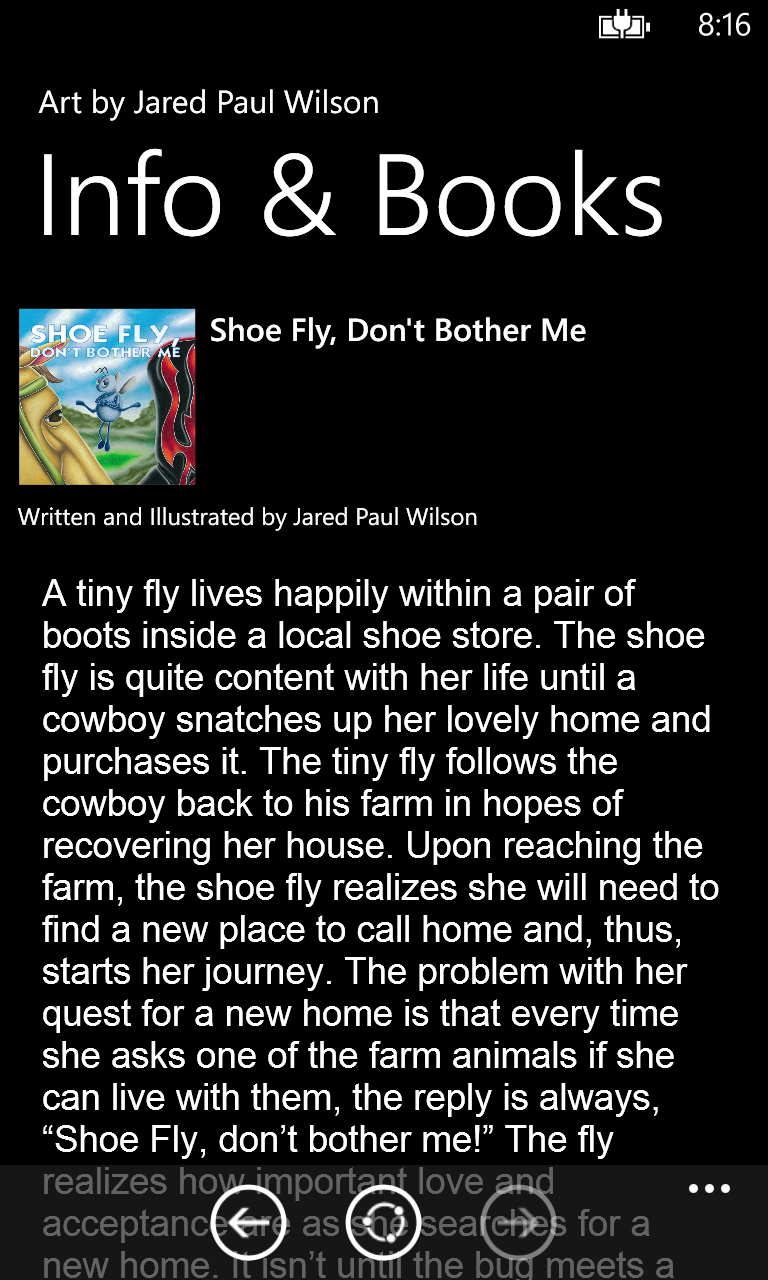 8:16
Art by Jared Paul Wilson
Info & Books
SHOE FLY,
DON'T BOTHER ME
Shoe Fly, Don't Bother Me
Written and Illustrated by Jared Paul Wilson
A tiny fly lives happily within a pair of
boots inside a local shoe store. The shoe
fly is quite content with her life until a
cowboy snatches up her lovely home and
purchases it. The tiny fly follows the
cowboy back to his farm in hopes of
recovering her house. Upon reaching the
farm, the shoe fly realizes she will need to
find a new place to call home and, thus,
starts her journey. The problem with her
quest for a new home is that every time
she asks one of the farm animals if she
can live with them, the reply is always,
“Shoe Fly, don’t bother me!” The fly
realizes how important love and
acceptance are as she searches for a
new home. It isn’t until the bug meets a